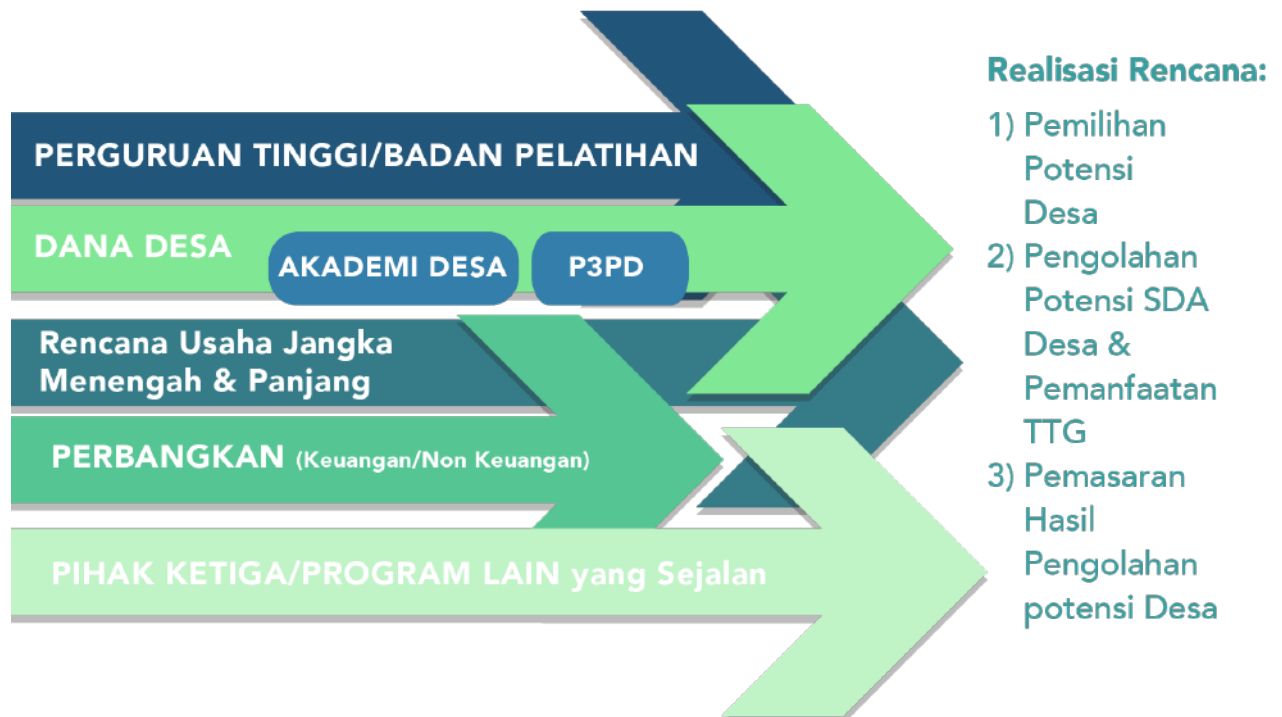 PERGURUAN TINGGI/BADAN PELATIHAN
DANA DESA
AKADEMI DESA
P3PD
Rencana Usaha Jangka
Menengah & Panjang
PERBANGKAN (Keuangan/Non Keuangan)
PIHAK KETIGA/PROGRAM LAIN yang Sejalan
Realisasi Rencana:
1) Pemilihan
Potensi
Desa
2) Pengolahan
Potensi SDA
Desa &
Pemanfaatan
TTG
3) Pemasaran
Hasil
Pengolahan
potensi Desa